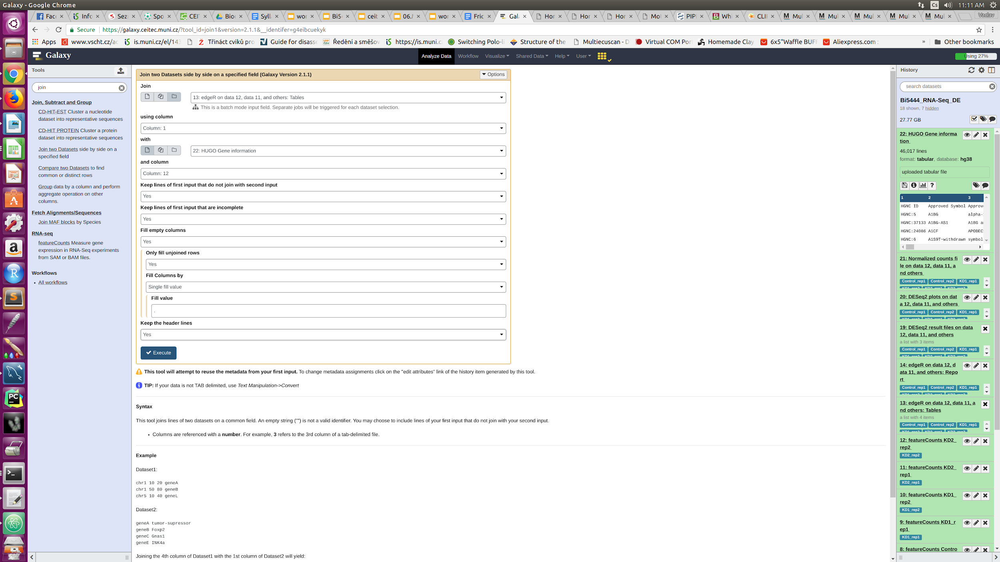 Galaxy - Google Chrome
Cs 11:11 AM
Face × Info × Sez × Spo × CEI × Bio × Syll × wor × Bi5 × ceit × 06. × wor × Fric × Gal × Hor × Hor × Hor × Mol × PIP × Whi × CLI × Mul × Mul × Mul × Mul × Mul × Vaclav
Secure https://galaxy.ceitec.muni.cz/?tool_id=join1&version=2.1.1&__identifer=g4eibcuekyk
Apps www.vscht.cz/ac is.muni.cz/el/143 Třináct cviků pro Guide for disasse Ředění a směšov https://is.muni.c Switching Polo-li Structure of the Multiecuscan - D Virtual COM Por Homemade Clay 6x5"Waffle BUF Aliexpress.com : » Other bookmarks
Galaxy
Analyze Data Workflow Visualize Shared Data Help User
Using 27%
Tools
join
Join, Subtract and Group
CD-HIT-EST Cluster a nucleotide
dataset into representative sequences
CD-HIT PROTEIN Cluster a protein
dataset into representative sequences
Join two Datasets side by side on a
specified field
Compare two Datasets to find
common or distinct rows
Group data by a column and perform
aggregate operation on other
columns.
Fetch Alignments/Sequences
Join MAF blocks by Species
RNA-seq
featureCounts Measure gene
expression in RNA-Seq experiments
from SAM or BAM files.
Workflows
• All workflows
Join two Datasets side by side on a specified field (Galaxy Version 2.1.1)
Options
Join
13: edgeR on data 12, data 11, and others: Tables
This is a batch mode input field. Separate jobs will be triggered for each dataset selection.
using column
Column: 1
with
22: HUGO Gene information
and column
Column: 12
Keep lines of first input that do not join with second input
Yes
Keep lines of first input that are incomplete
Yes
Fill empty columns
Yes
Only fill unjoined rows
Yes
Fill Columns by
Single fill value
Fill value
.
Keep the header lines
Yes
Execute
This tool will attempt to reuse the metadata from your first input. To change metadata assignments click on the "edit attributes" link of the history item generated by this tool.
TIP: If your data is not TAB delimited, use Text Manipulation->Convert
Syntax
This tool joins lines of two datasets on a common field. An empty string ("") is not a valid identifier. You may choose to include lines of your first input that do not join with your second input.
• Columns are referenced with a number. For example, 3 refers to the 3rd column of a tab-delimited file.
Example
Dataset1:
chr1 10 20 geneA
chr1 50 80 geneB
chr5 10 40 geneL
Dataset2:
geneA tumor-supressor
geneB Foxp2
geneC Gnas1
geneE INK4a
Joining the 4th column of Dataset1 with the 1st column of Dataset2 will yield:
History
search datasets
Bi5444_RNA-Seq_DE
18 shown, 7 hidden
27.77 GB
22: HUGO Gene informa
tion
46,017 lines
format: tabular, database: hg38
uploaded tabular file
1 2 3
HGNC ID Approved Symbol Approv
HGNC:5 A1BG alpha-
HGNC:37133 A1BG-AS1 A1BG a
HGNC:24086 A1CF APOBEC
HGNC:6 A1S9T~withdrawn symbol
21: Normalized counts fi
le on data 12, data 11, a
nd others
Control_rep1 Control_rep2 KD1_rep1
20: DESeq2 plots on dat
a 12, data 11, and others
Control_rep1 Control_rep2 KD1_rep1
19: DESeq2 result files on data
12, data 11, and others
a list with 3 items
Control_rep1 Control_rep2 KD1_rep1
14: edgeR on data 12, d
ata 11, and others: Repo
rt
Control_rep1 Control_rep2 KD1_rep1
13: edgeR on data 12, data 11, a
nd others: Tables
a list with 4 items
Control_rep1 Control_rep2 KD1_rep1
12: featureCounts KD2_
rep2
KD2_rep2
11: featureCounts KD2_
rep1
KD2_rep1
10: featureCounts KD1_
rep2
KD1_rep2
9: featureCounts KD1_r
ep1
KD1_rep1
8: featureCounts Contro